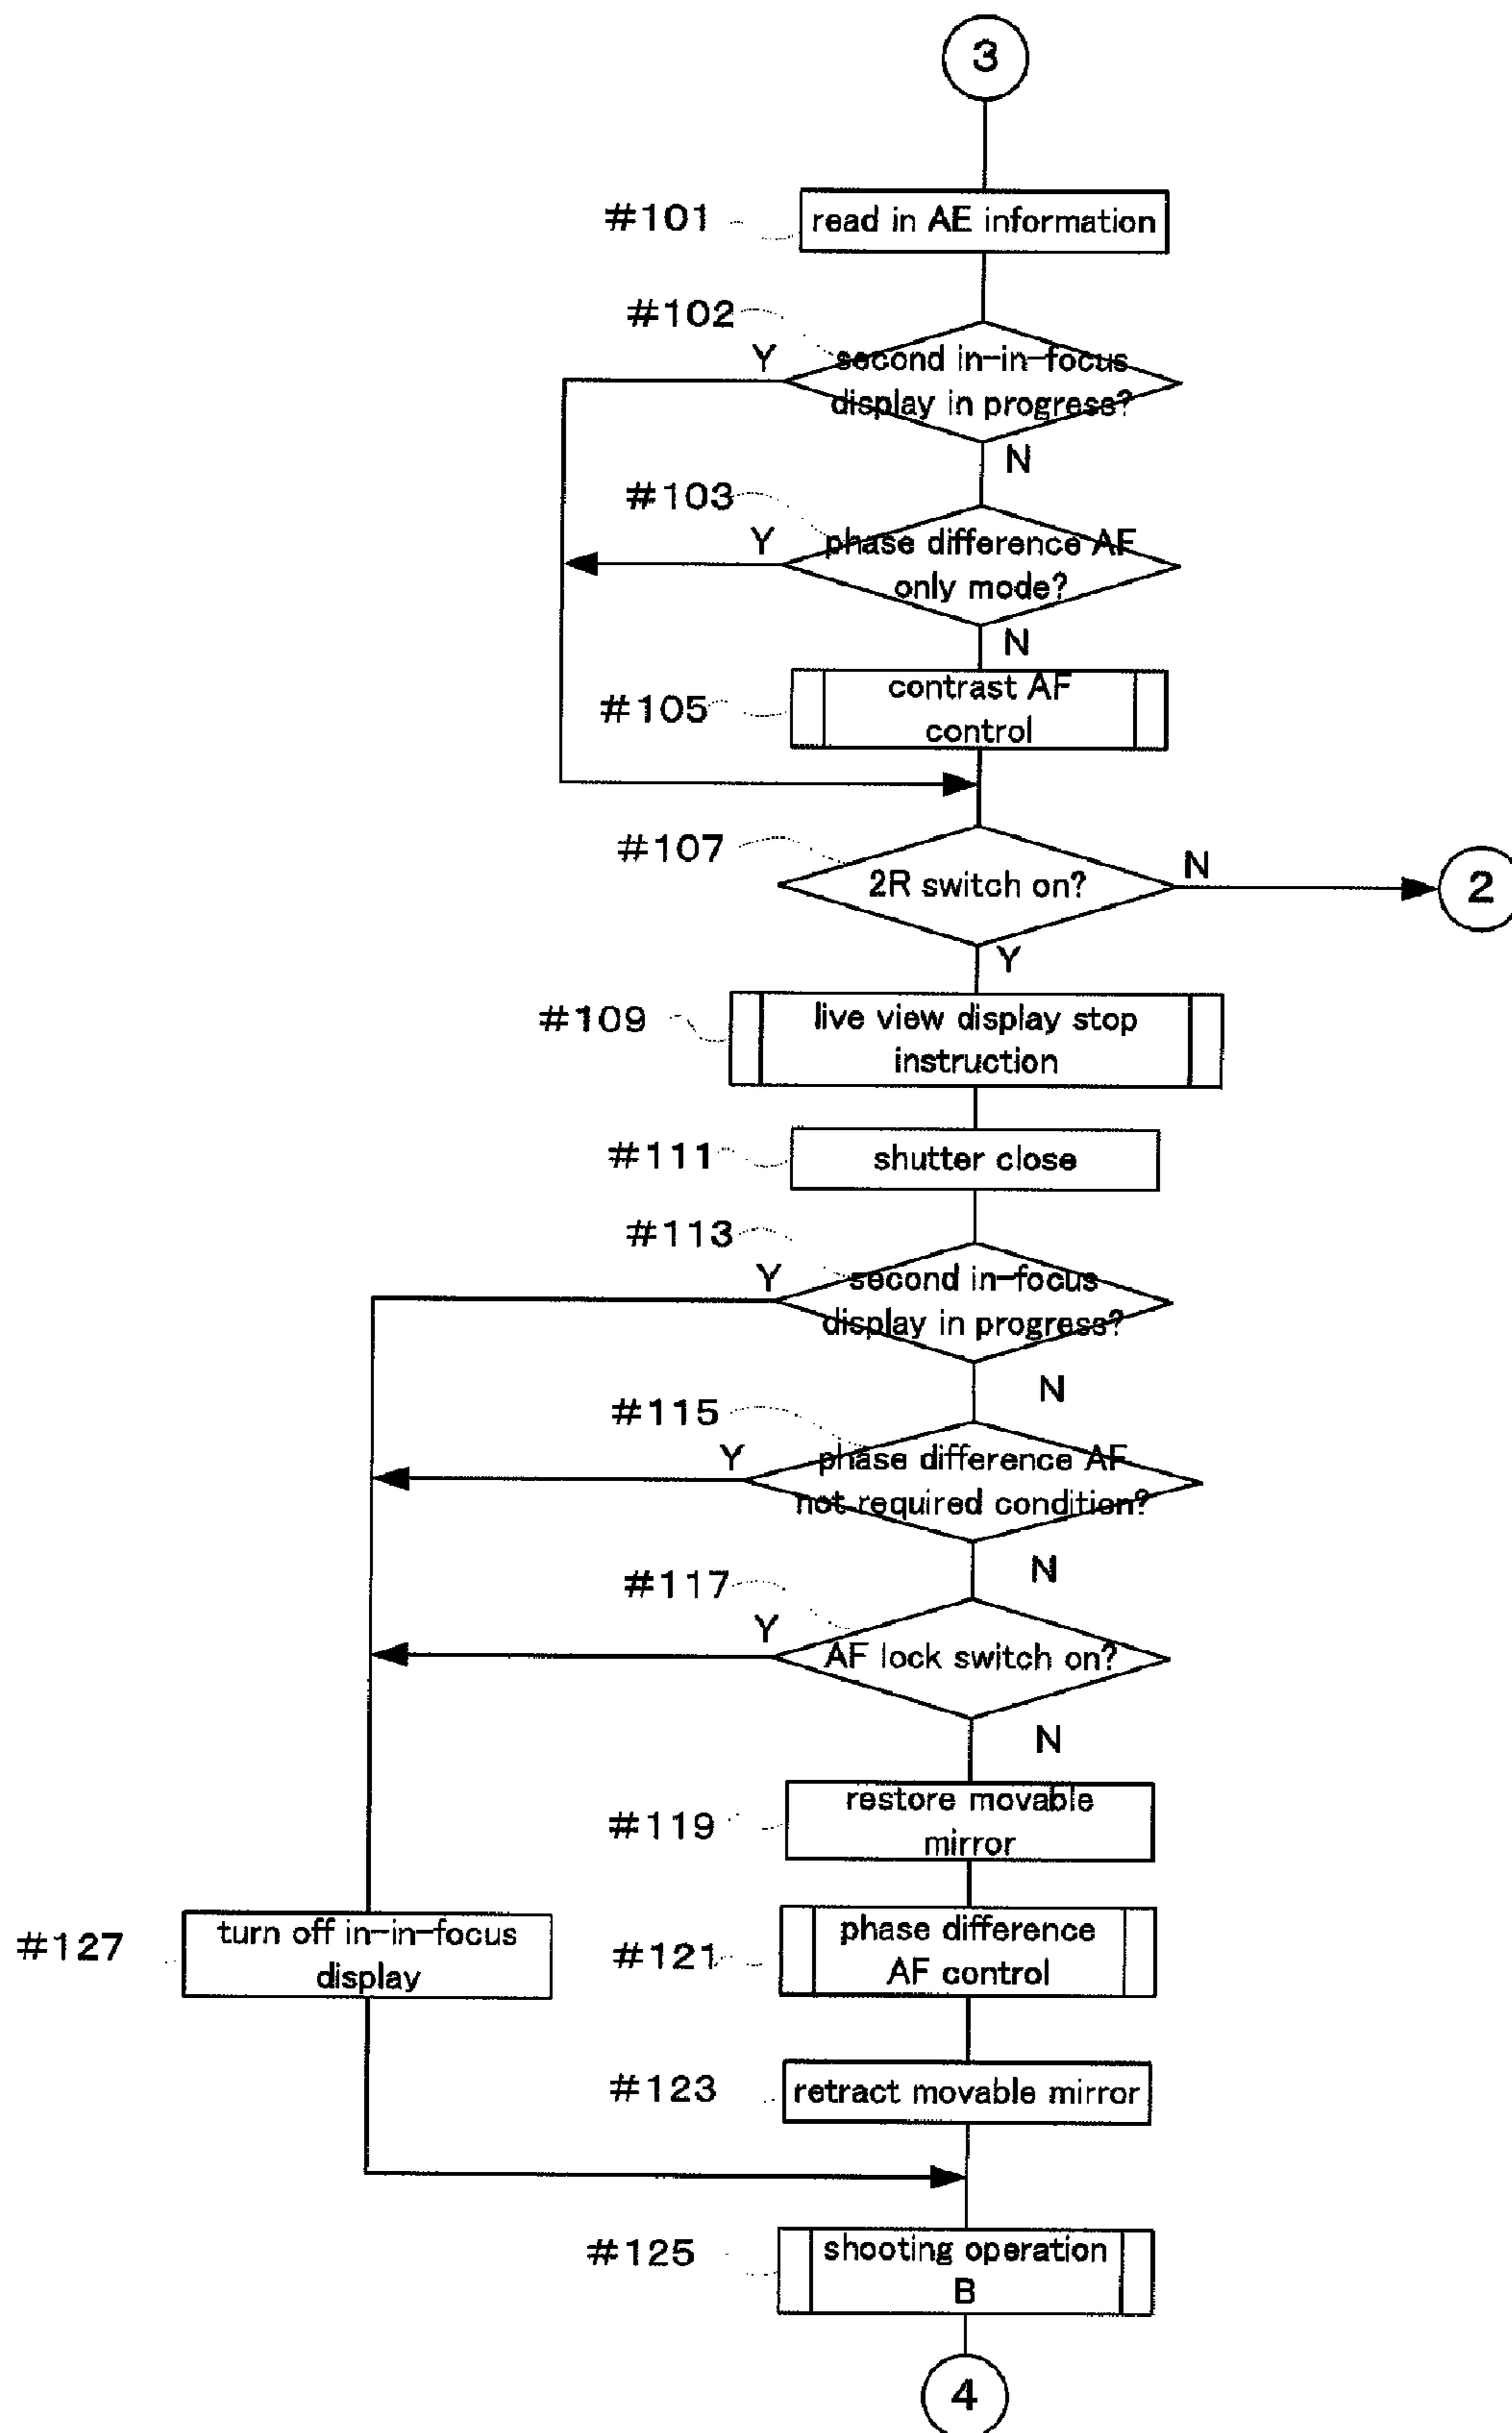 3
#101
read in AE information
#102
Y
second in-in-focus
display in progress?
N
#103
Y
phase difference AF
only mode?
N
#105
contrast AF
control
#107
2R switch on?
N
2
Y
#109
live view display stop
instruction
#111
shutter close
#113
Y
second in-focus
display in progress?
N
#115
Y
phase difference AF
not required condition?
N
#117
Y
AF lock switch on?
N
#119
restore movable
mirror
#127
turn off in-in-focus
display
#121
phase difference
AF control
#123
retract movable mirror
#125
shooting operation
B
4